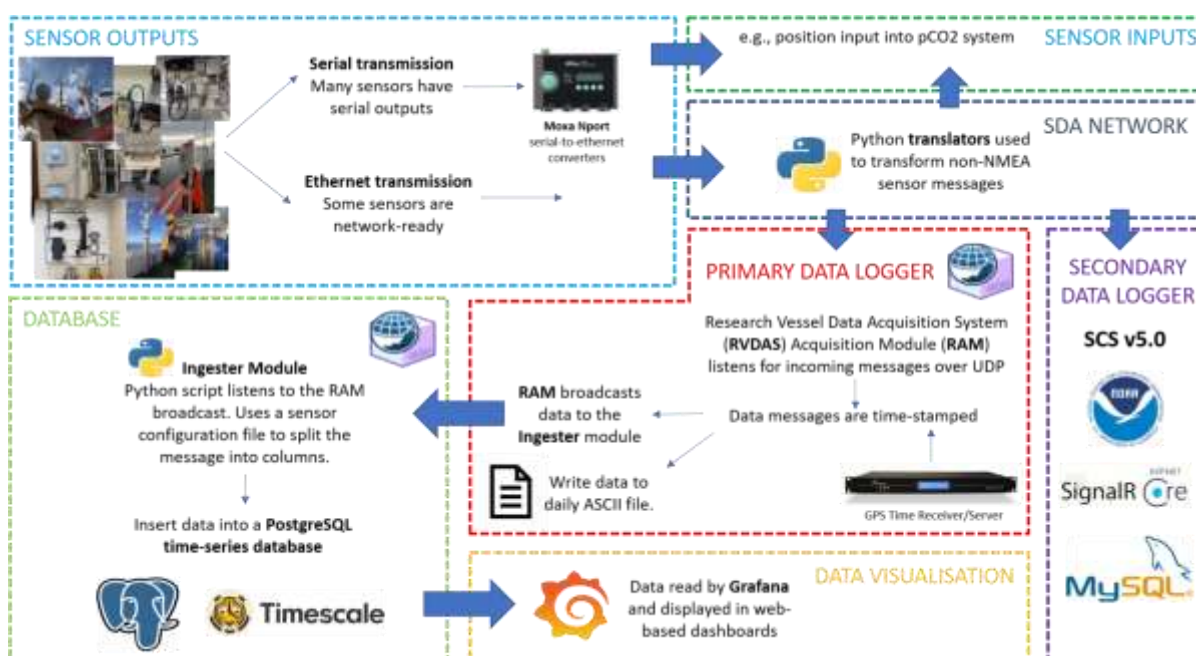 SENSOR OUTPUTS
Serial transmission
Many sensors have
serial outputs
Moxa Nport
serial-to-ethernet
converters
Ethernet transmission
Some sensors are
network-ready
e.g., position input into pCO2 system
SENSOR INPUTS
SDA NETWORK
Python translators used
to transform non-NMEA
sensor messages
PRIMARY DATA LOGGER
Research Vessel Data Acquisition System
(RVDAS) Acquisition Module (RAM)
listens for incoming messages over UDP
RAM broadcasts
data to the
Ingester module
Data messages are time-stamped
Write data to
daily ASCII file.
GPS Time Receiver/Server
SECONDARY
DATA LOGGER
SCS v5.0
NOAA
ASP.NET
SignalR Core
MySQL
DATABASE
Ingester Module
Python script listens to the RAM
broadcast. Uses a sensor
configuration file to split the
message into columns.
Insert data into a PostgreSQL
time-series database
Timescale
DATA VISUALISATION
Data read by Grafana
and displayed in web-
based dashboards